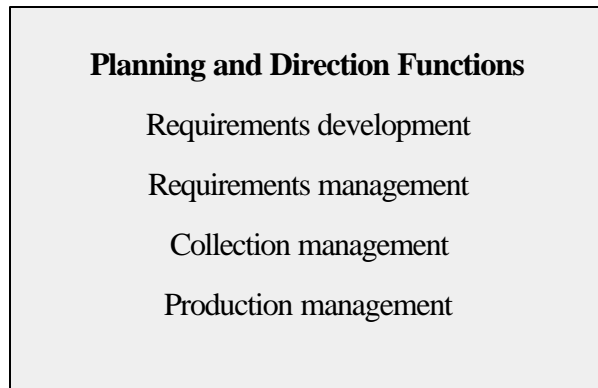 Planning and Direction Functions
Requirements development
Requirements management
Collection management
Production management